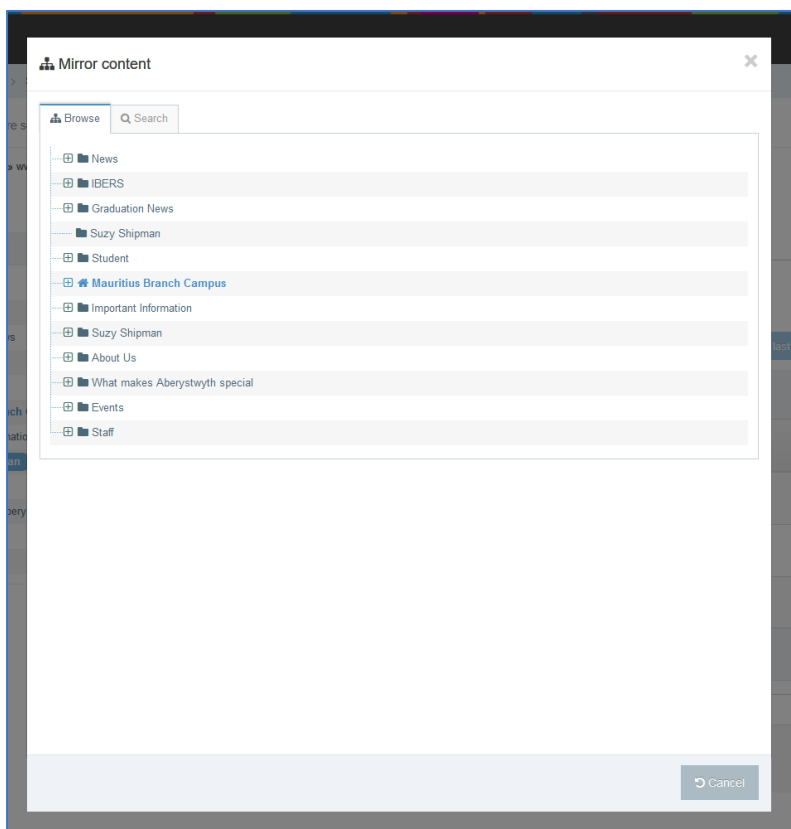 Mirror content
Browse
Search
News
IBERS
Graduation News
Suzy Shipman
Student
Mauritius Branch Campus
Important Information
Suzy Shipman
About Us
What makes Aberystwyth special
Events
Staff
Cancel
last